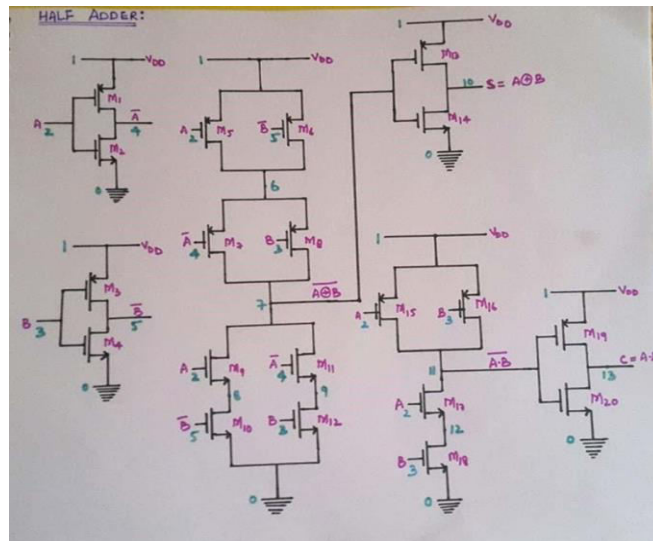 HALF ADDER:
1 VDD
M1
A
2
A̅
4
M2
0
1 VDD
M3
B
3
B̅
5
M4
0
1 VDD
A
2
M5
B̅
5
M6
6
A̅
4
M7
B
3
M8
7
A⊕B̅
A
2
M9
A̅
4
M11
8
9
B̅
5
M10
B
3
M12
0
1 VDD
M13
10 S = A⊕B
M14
0
1 VDD
A
2
M15
B
3
M16
11
A·B̅
A
2
M17
12
B
3
M18
0
1 VDD
M19
C = A·
13
M20
0